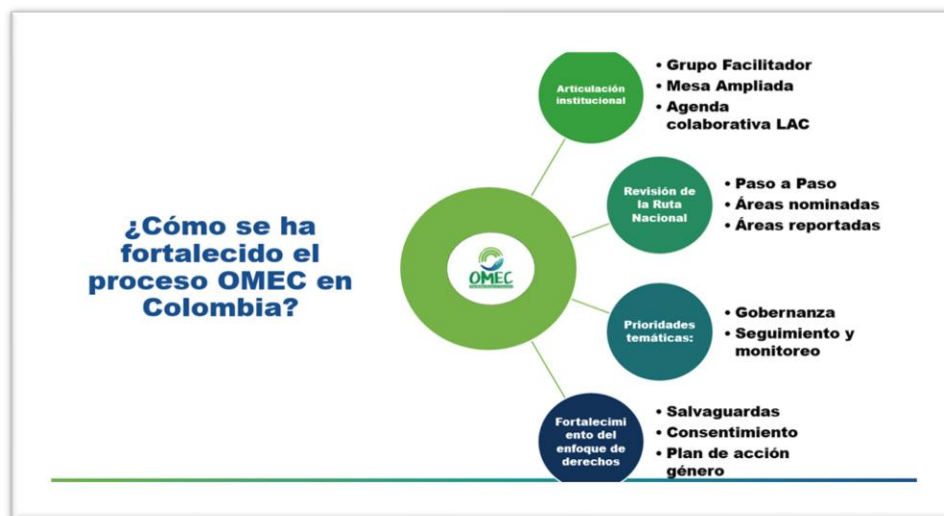 ¿Cómo se ha
fortalecido el
proceso OMEC en
Colombia?
OMEC
Articulación
institucional
• Grupo Facilitador
• Mesa Ampliada
• Agenda
colaborativa LAC
Revisión de
la Ruta
Nacional
• Paso a Paso
• Áreas nominadas
• Áreas reportadas
Prioridades
temáticas:
• Gobernanza
• Seguimiento y
monitoreo
Fortalecimi
ento del
enfoque de
derechos
• Salvaguardas
• Consentimiento
• Plan de acción
género